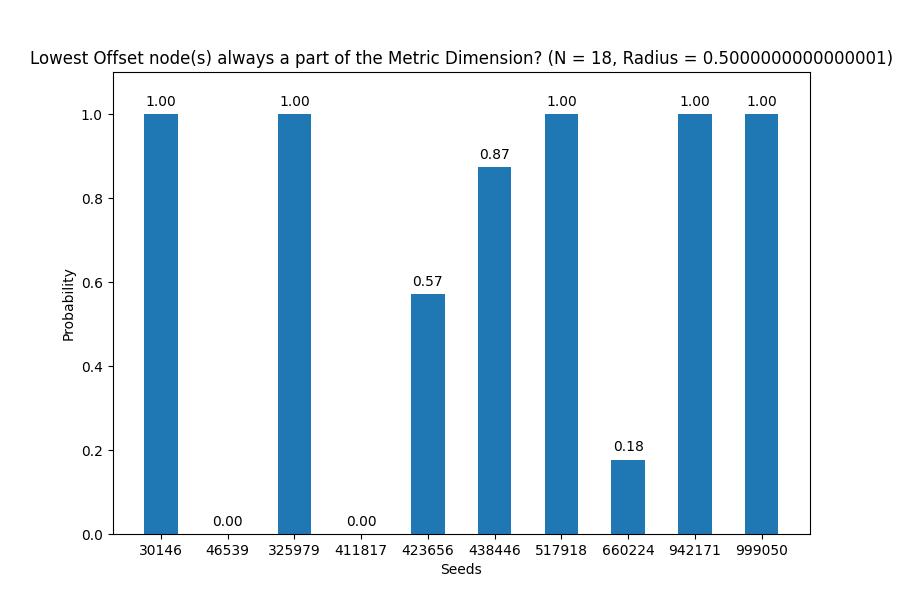 Lowest Offset node(s) always a part of the Metric Dimension? (N = 18, Radius = 0.5000000000000001)
1.00 1.00 1.00 1.00 1.00
1.0
0.87
0.8
0.57
0.6
Probability
0.4
0.18
0.2
0.00 0.00
0.0
30146 46539 325979 411817 423656 438446 517918 660224 942171 999050
Seeds